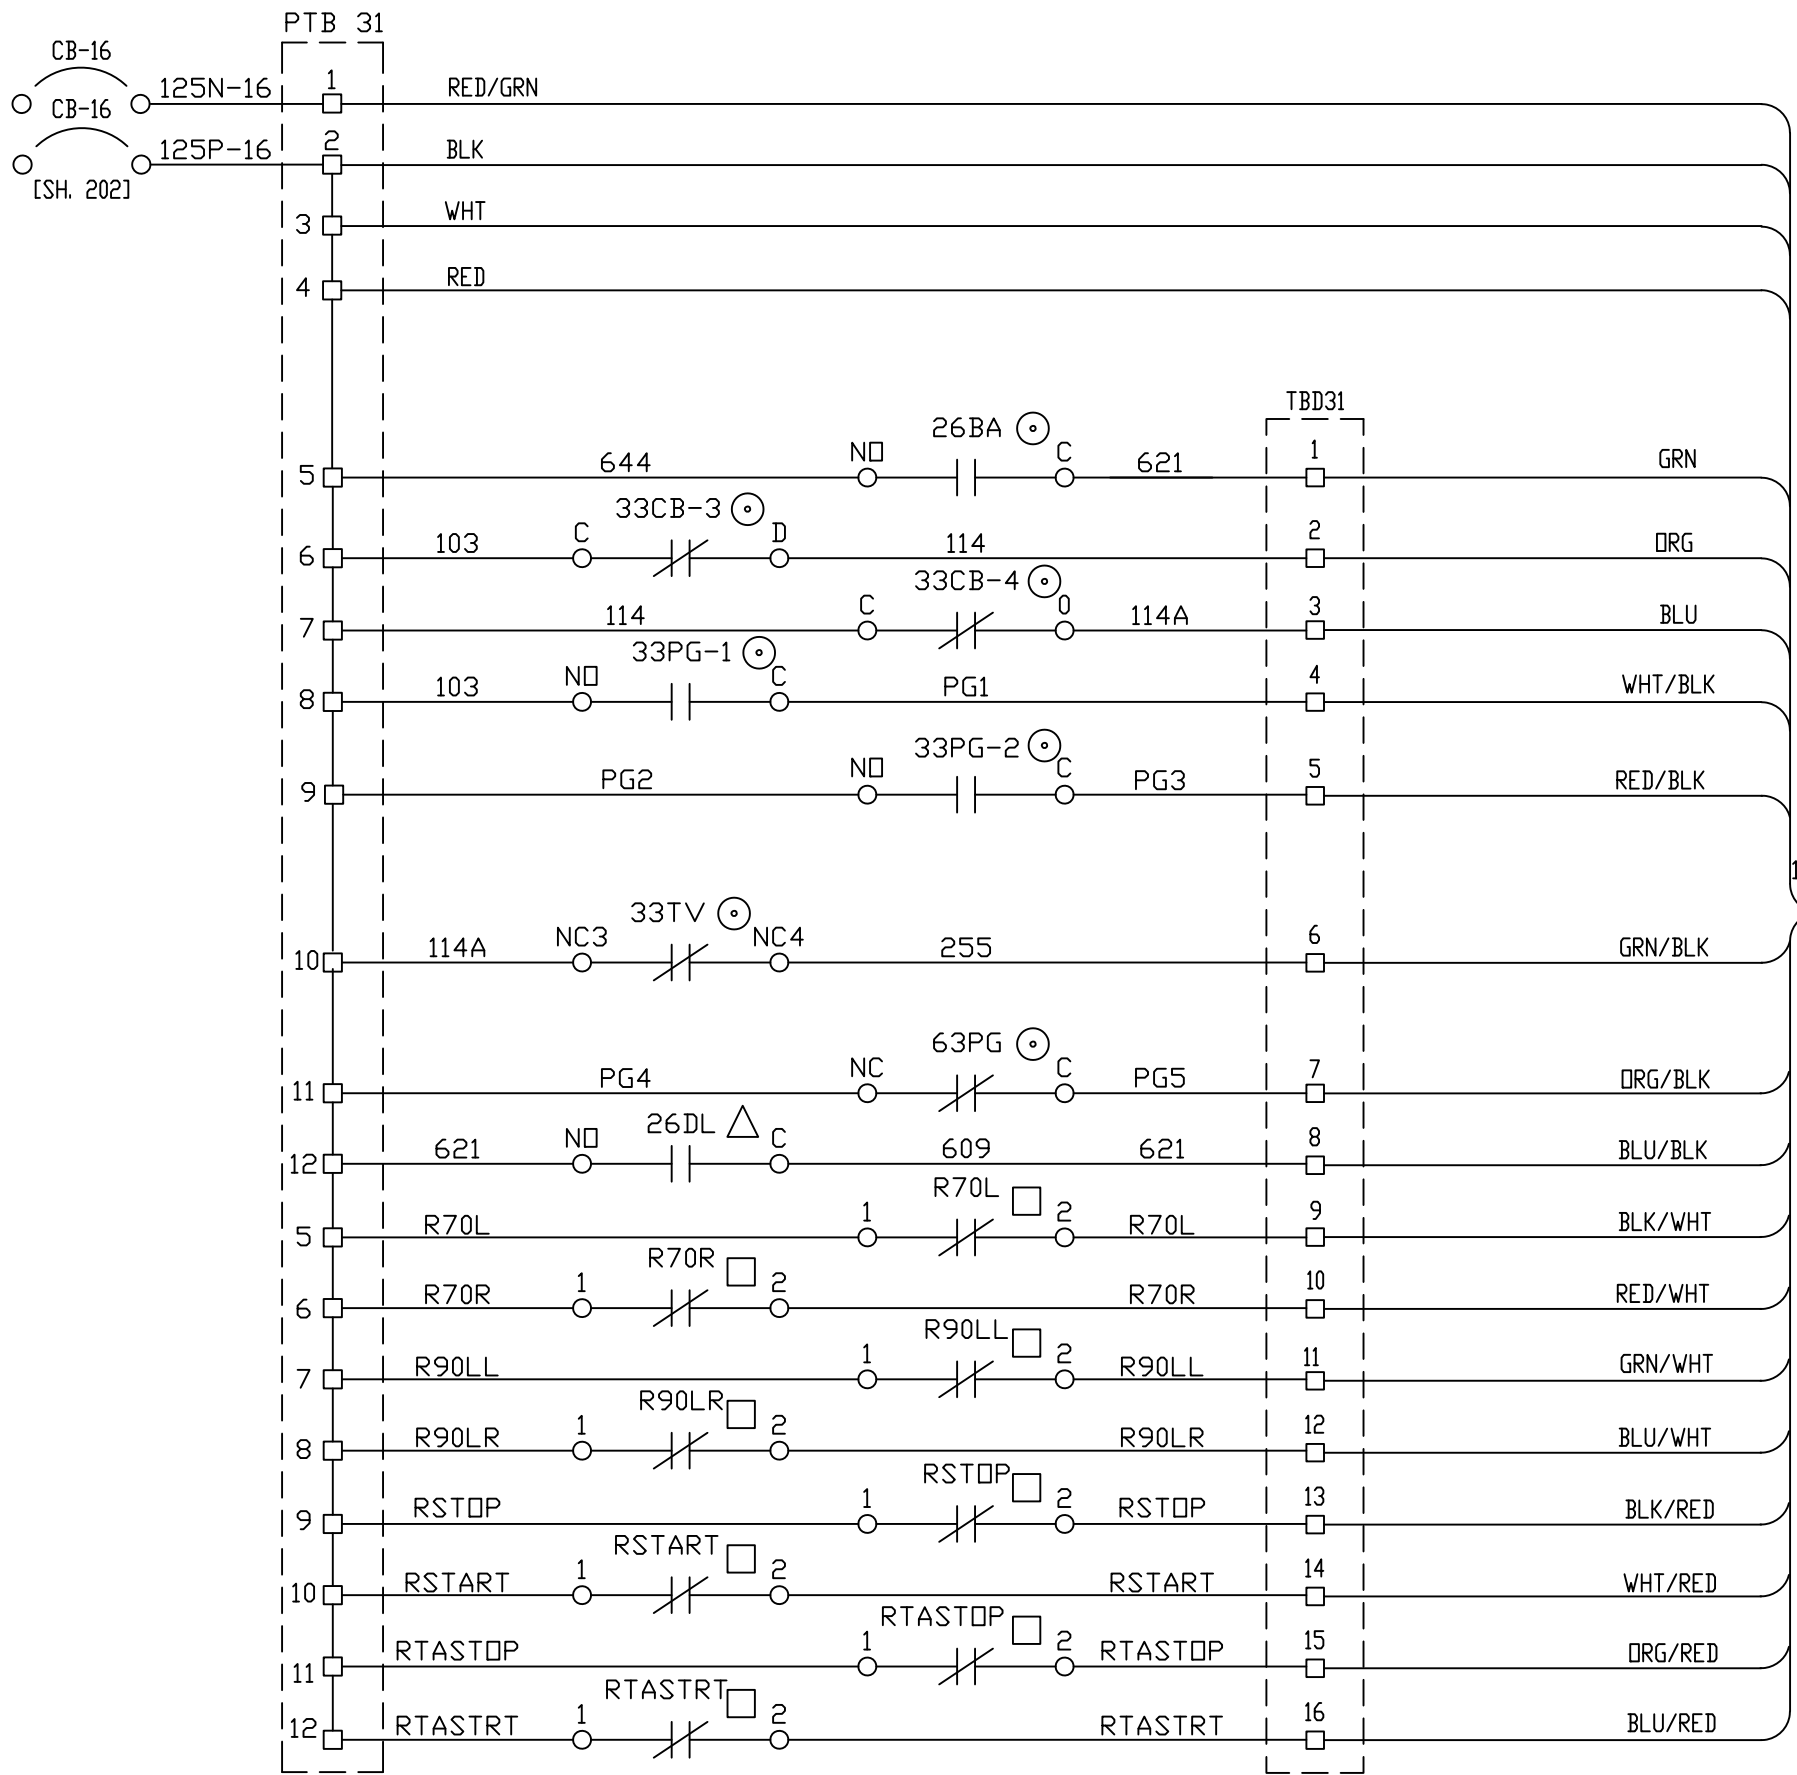 PTB 31
CB-16
125N-16 1 RED/GRN
CB-16
125P-16 2 BLK
[SH. 202]
3 WHT
4 RED
TBD31
26BA
5 644 NO C 621 1 GRN
33CB-3
6 103 C D 114 2 ORG
33CB-4
7 114 C O 114A 3 BLU
33PG-1
8 103 NO C PG1 4 WHT/BLK
33PG-2
9 PG2 NO C PG3 5 RED/BLK
33TV
10 114A NC3 NC4 255 6 GRN/BLK
63PG
11 PG4 NC C PG5 7 ORG/BLK
26DL
12 621 NO C 609 621 8 BLU/BLK
R70L
5 R70L 1 2 R70L 9 BLK/WHT
R70R
6 R70R 1 2 R70R 10 RED/WHT
R90LL
7 R90LL 1 2 R90LL 11 GRN/WHT
R90LR
8 R90LR 1 2 R90LR 12 BLU/WHT
RSTOP
9 RSTOP 1 2 RSTOP 13 BLK/RED
RSTART
10 RSTART 1 2 RSTART 14 WHT/RED
RTASTOP
11 RTASTOP 1 2 RTASTOP 15 ORG/RED
RTASTRT
12 RTASTRT 1 2 RTASTRT 16 BLU/RED